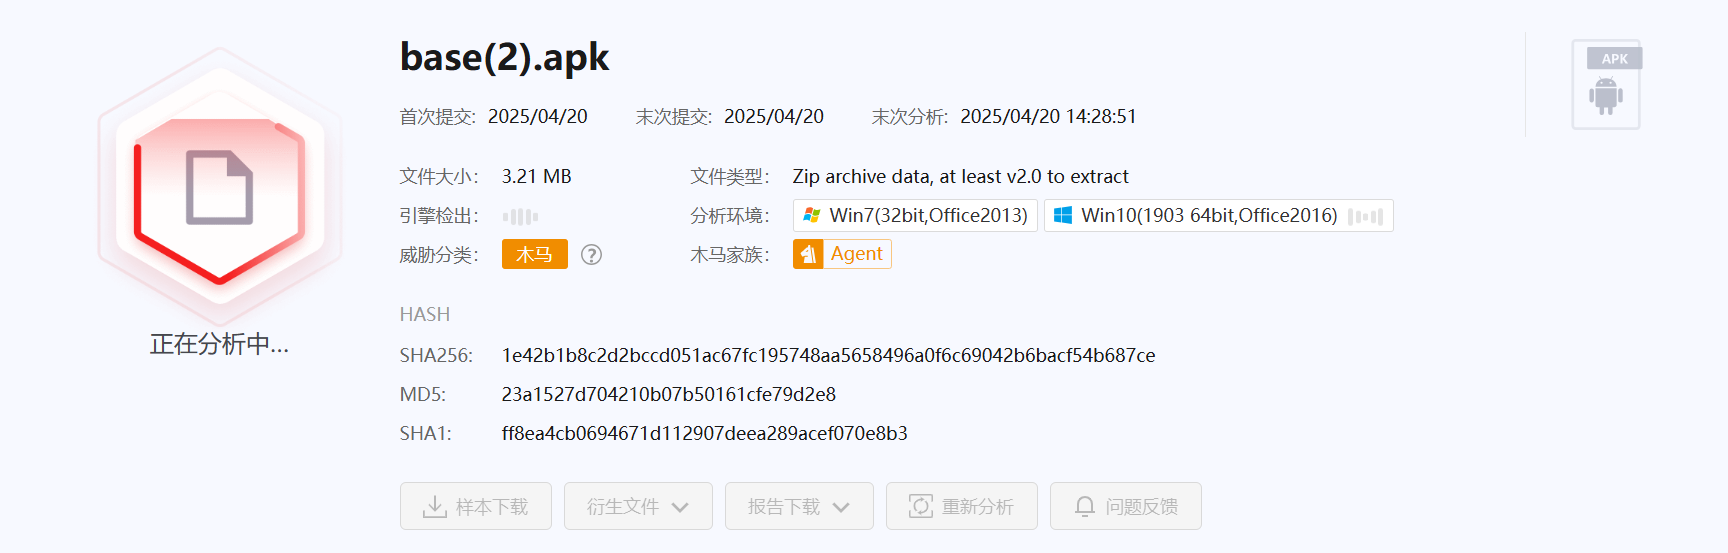 base(2).apk
APK
首次提交: 2025/04/20 末次提交: 2025/04/20 末次分析: 2025/04/20 14:28:51
文件大小: 3.21 MB 文件类型: Zip archive data, at least v2.0 to extract
引擎检出: 分析环境: Win7(32bit,Office2013) Win10(1903 64bit,Office2016)
威胁分类: 木马 ? 木马家族: Agent
HASH
正在分析中...
SHA256: 1e42b1b8c2d2bccd051ac67fc195748aa5658496a0f6c69042b6bacf54b687ce
MD5: 23a1527d704210b07b50161cfe79d2e8
SHA1: ff8ea4cb0694671d112907deea289acef070e8b3
样本下载 衍生文件 报告下载 重新分析 问题反馈